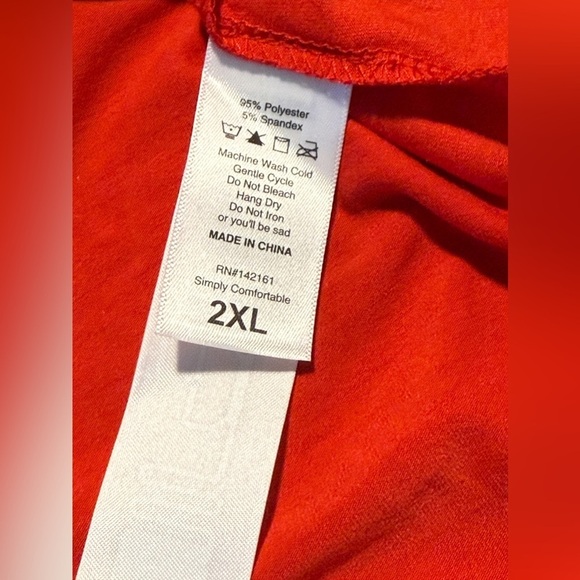 95% Polyester
5% Spandex
Machine Wash Cold
Gentle Cycle
Do Not Bleach
Hang Dry
Do Not Iron
or you'll be sad
MADE IN CHINA
RN#142161
Simply Comfortable
2XL